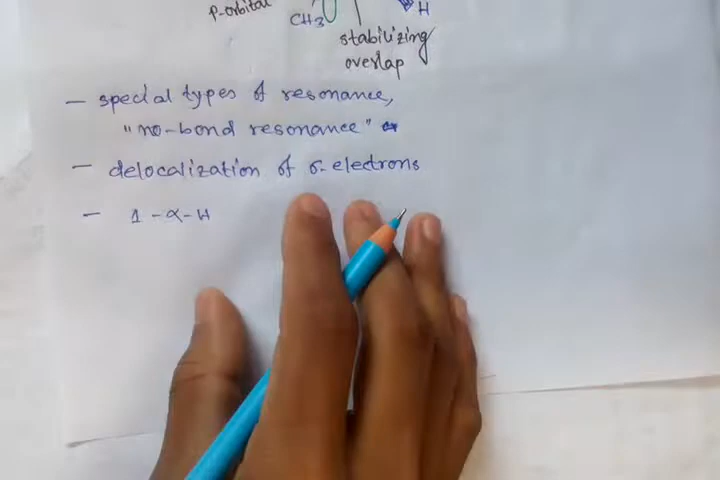 p-orbital
CH3
H
stabilizing
overlap
- special types of resonance,
"no-bond resonance"
- delocalization of σ-electrons
- 1-α-H